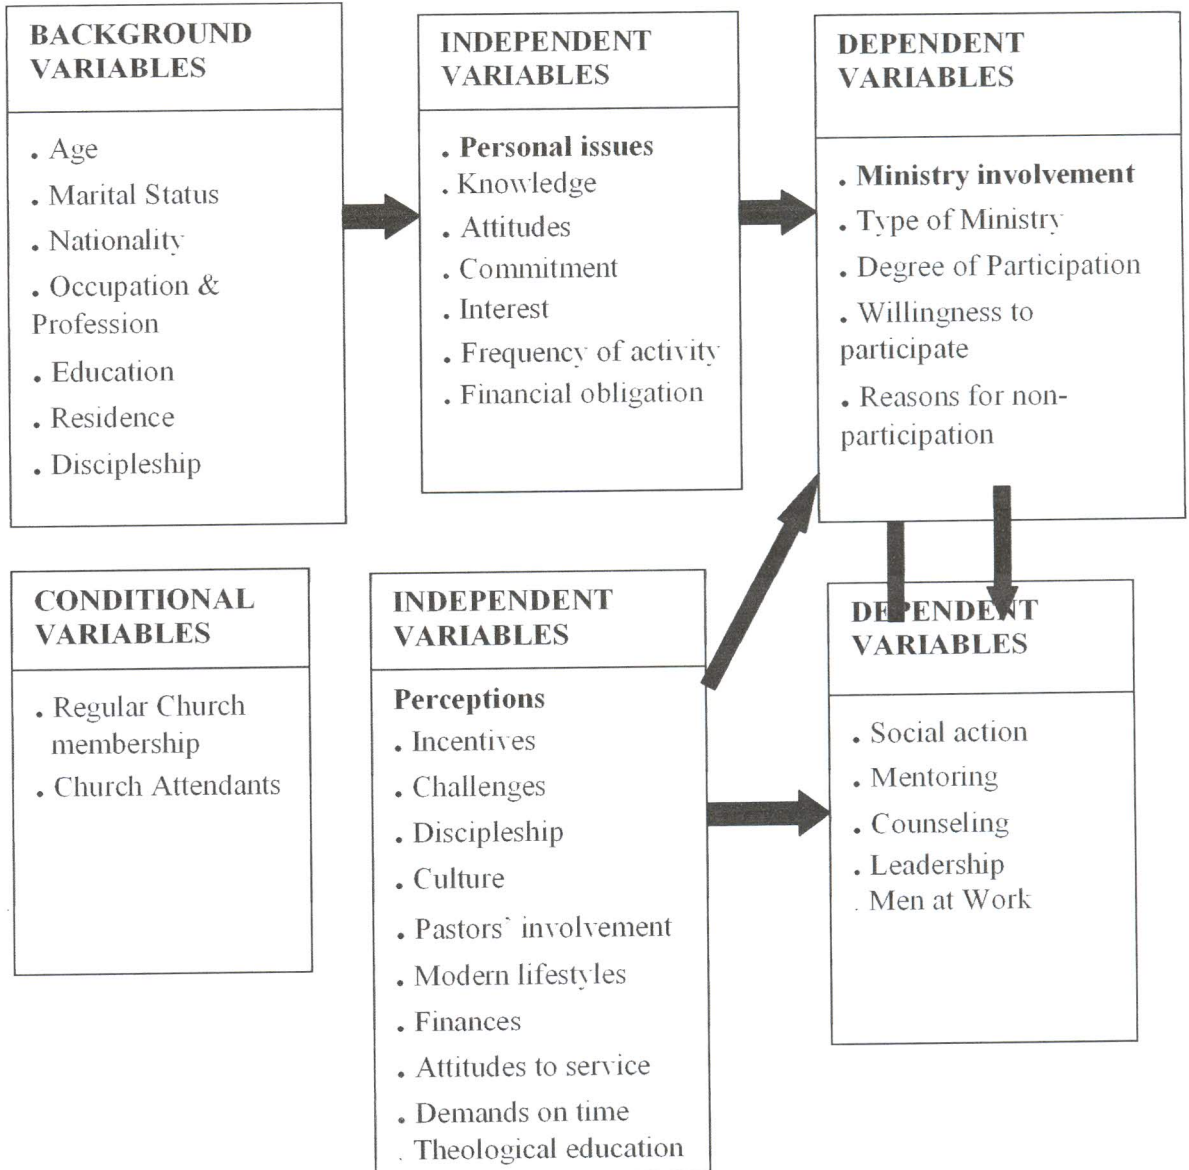 BACKGROUND
VARIABLES
. Age
. Marital Status
. Nationality
. Occupation &
Profession
. Education
. Residence
. Discipleship
INDEPENDENT
VARIABLES
. Personal issues
. Knowledge
. Attitudes
. Commitment
. Interest
. Frequency of activity
. Financial obligation
DEPENDENT
VARIABLES
. Ministry involvement
. Type of Ministry
. Degree of Participation
. Willingness to
participate
. Reasons for non-
participation
CONDITIONAL
VARIABLES
. Regular Church
membership
. Church Attendants
INDEPENDENT
VARIABLES
Perceptions
. Incentives
. Challenges
. Discipleship
. Culture
. Pastors` involvement
. Modern lifestyles
. Finances
. Attitudes to service
. Demands on time
. Theological education
DEPENDENT
VARIABLES
. Social action
. Mentoring
. Counseling
. Leadership
. Men at Work